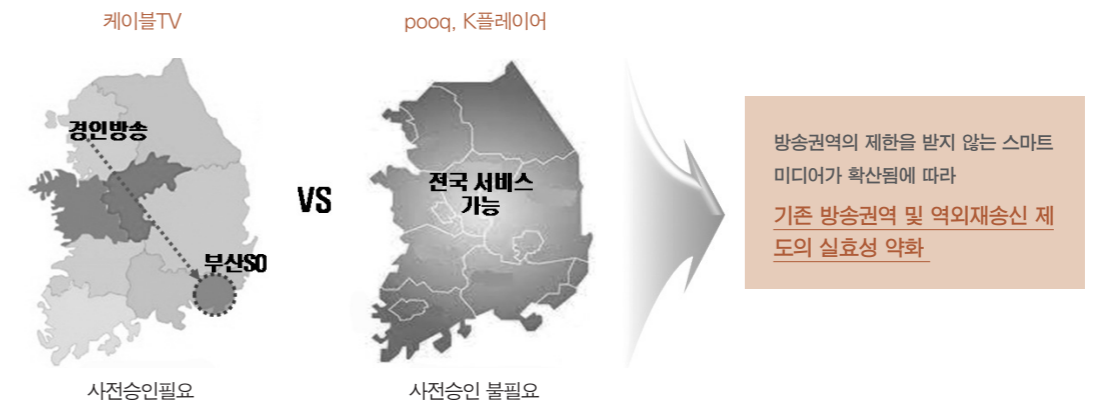 케이블TV
pooq, K플레이어
경인방송
부산SO
VS
전국 서비스
가능
사전승인필요
사전승인 불필요
방송권역의 제한을 받지 않는 스마트
미디어가 확산됨에 따라
기존 방송권역 및 역외재송신 제
도의 실효성 약화